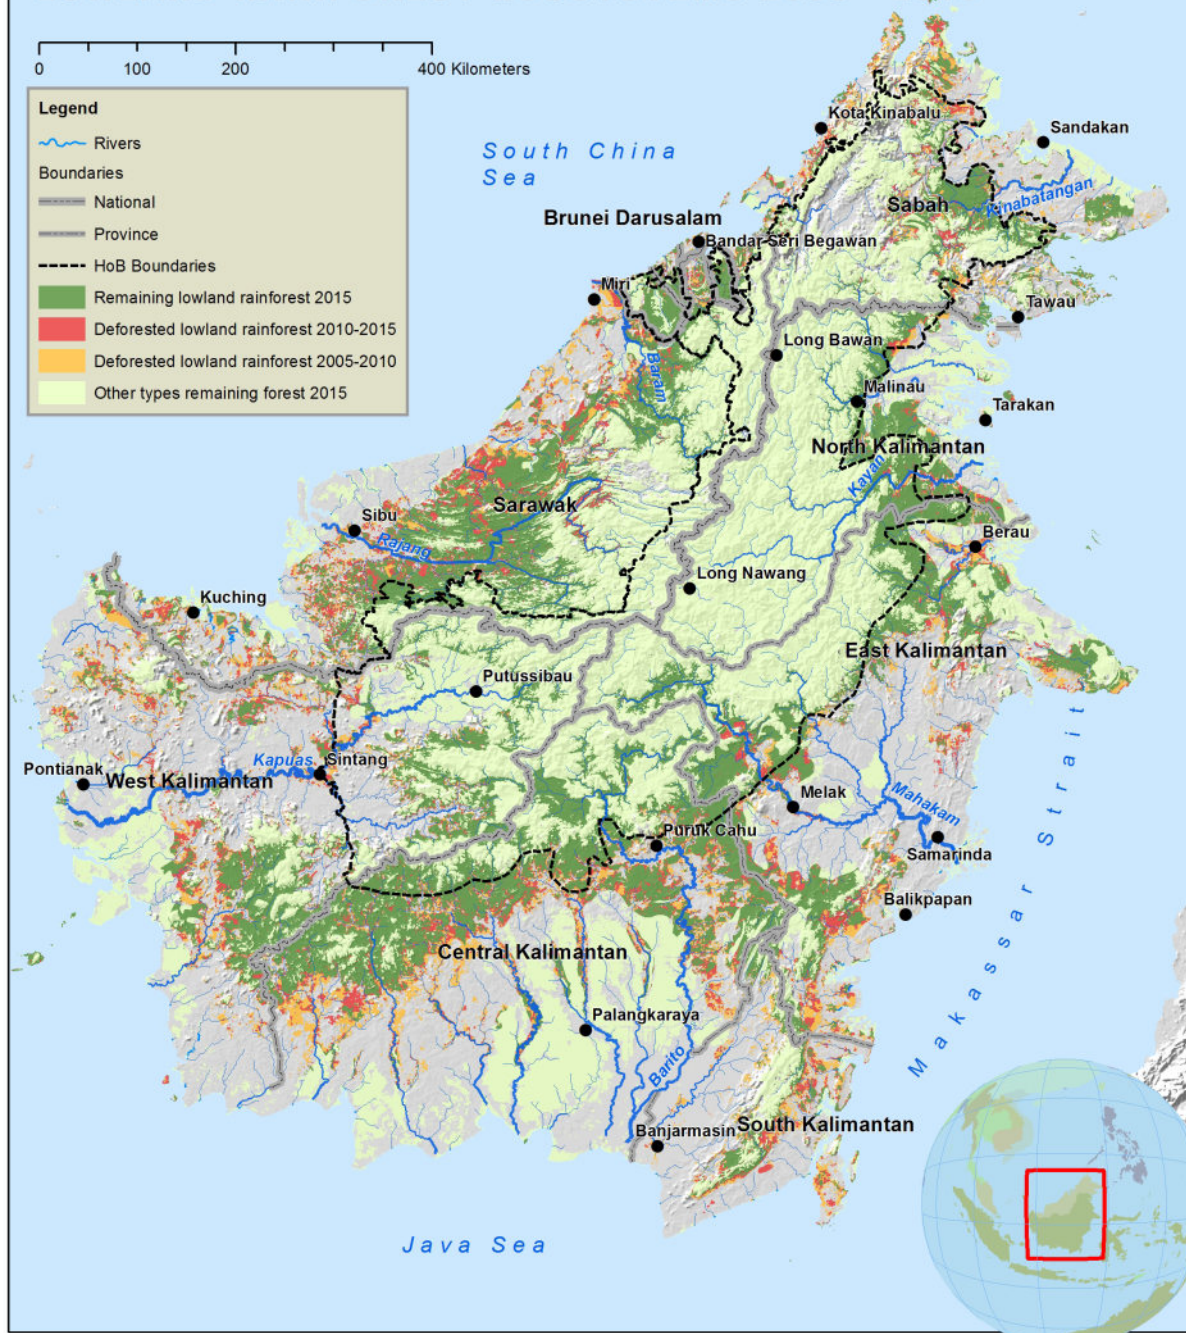 0 100 200 400 Kilometers
Legend
Rivers
Boundaries
National
Province
HoB Boundaries
Remaining lowland rainforest 2015
Deforested lowland rainforest 2010-2015
Deforested lowland rainforest 2005-2010
Other types remaining forest 2015
South China
Sea
Kota Kinabalu
Sandakan
Sabah
Kinabatangan
Brunei Darusalam
Bandar Seri Begawan
Miri
Tawau
Long Bawan
Baram
Malinau
Tarakan
North Kalimantan
Kayan
Sarawak
Sibu
Rajang
Berau
Long Nawang
Kuching
East Kalimantan
Putussibau
Kapuas
Sintang
Pontianak
West Kalimantan
Melak
Mahakam
Makassar Strait
Puruk Cahu
Samarinda
Balikpapan
Central Kalimantan
Palangkaraya
Barito
Banjarmasin
South Kalimantan
Java Sea